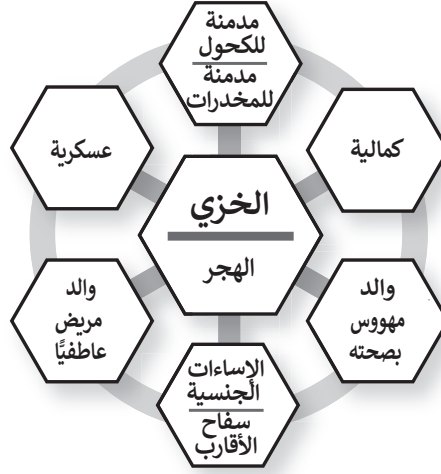 مدمنة
للكحول
مدمنة
للمخدرات
عسكرية
كمالية
الخزي
الهجر
والد
مريض
عاطفيًّا
والد
مهووس
بصحته
الإساءات
الجنسية
سفاح
الأقارب